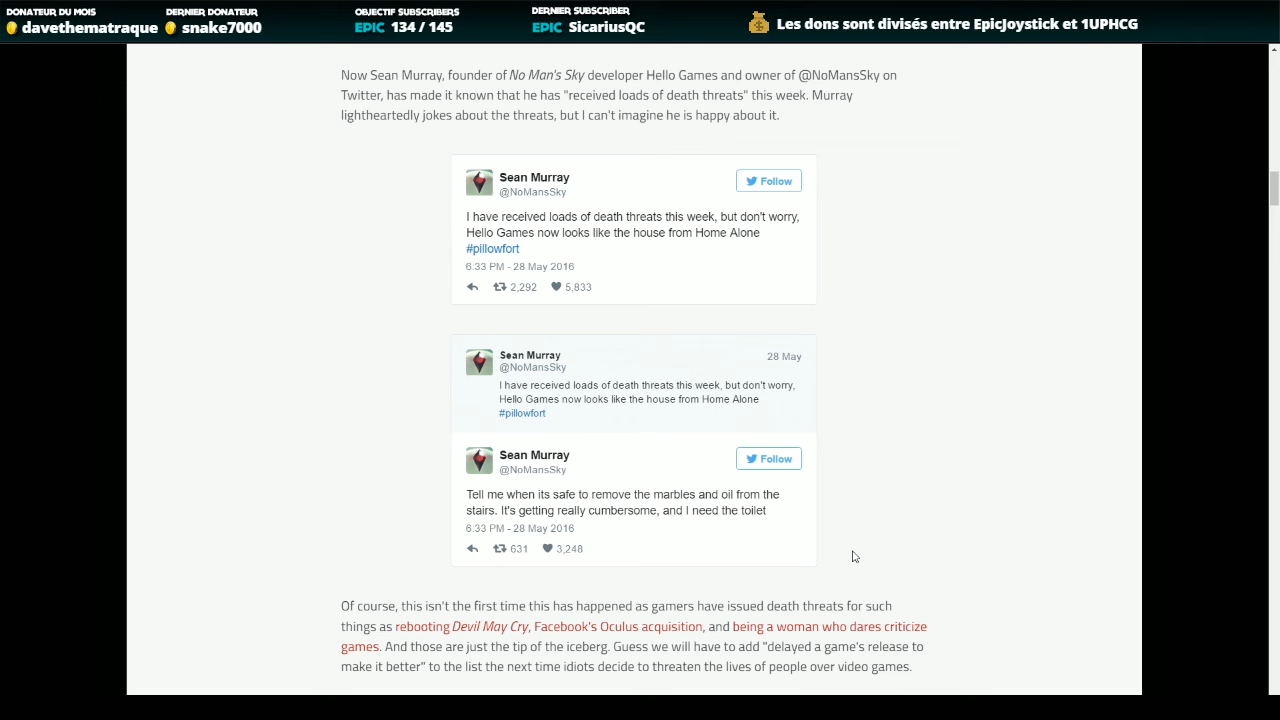 DONATEUR DU MOIS
davethematraque
DERNIER DONATEUR
snake7000
OBJECTIF SUBSCRIBERS
EPIC 134 / 145
DERNIER SUBSCRIBER
EPIC SicariusQC
Les dons sont divisés entre EpicJoystick et 1UPHCG
Now Sean Murray, founder of No Man's Sky developer Hello Games and owner of @NoMansSky on
Twitter, has made it known that he has "received loads of death threats" this week. Murray
lightheartedly jokes about the threats, but I can't imagine he is happy about it.
Sean Murray
@NoMansSky
Follow
I have received loads of death threats this week, but don't worry,
Hello Games now looks like the house from Home Alone
#pillowfort
6:33 PM - 28 May 2016
2,292 5,833
Sean Murray
@NoMansSky
28 May
I have received loads of death threats this week, but don't worry,
Hello Games now looks like the house from Home Alone
#pillowfort
Sean Murray
@NoMansSky
Follow
Tell me when its safe to remove the marbles and oil from the
stairs. It's getting really cumbersome, and I need the toilet
6:33 PM - 28 May 2016
631 3,248
Of course, this isn't the first time this has happened as gamers have issued death threats for such
things as rebooting Devil May Cry, Facebook's Oculus acquisition, and being a woman who dares criticize
games. And those are just the tip of the iceberg. Guess we will have to add "delayed a game's release to
make it better" to the list the next time idiots decide to threaten the lives of people over video games.